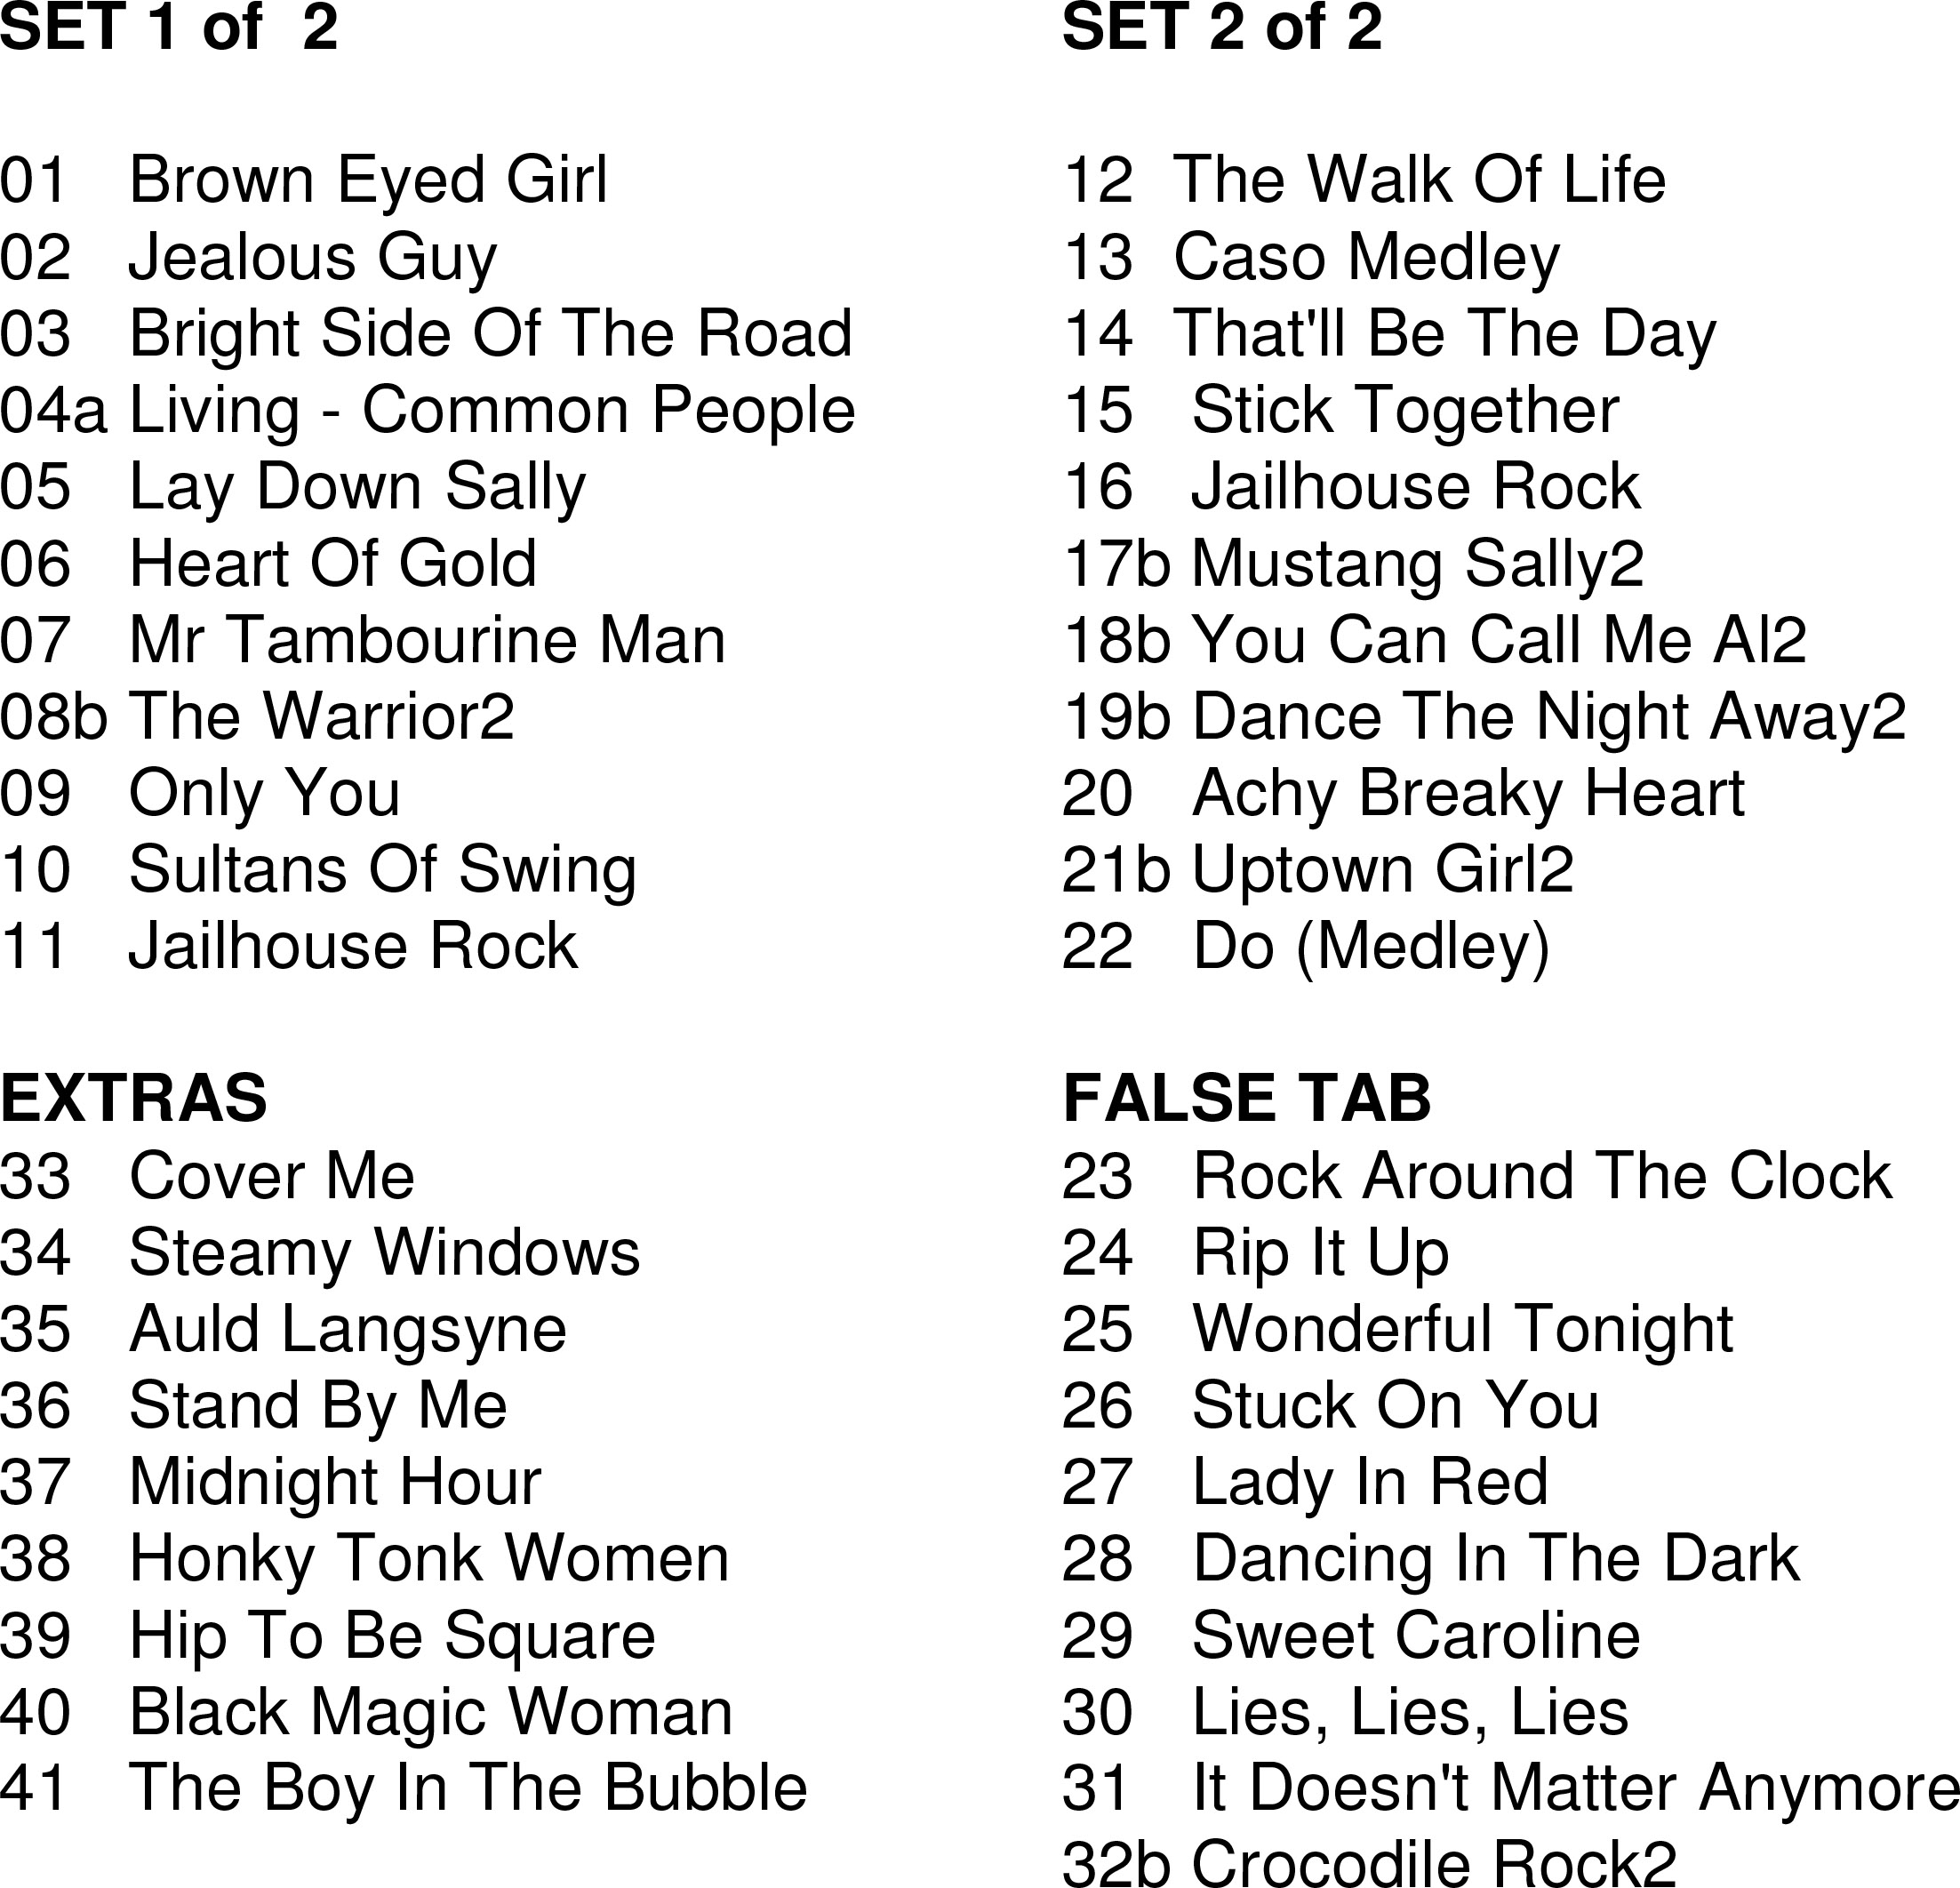 SET 1 of  2
01   Brown Eyed Girl
02   Jealous Guy
03   Bright Side Of The Road
04a Living - Common People
05   Lay Down Sally
06   Heart Of Gold
07   Mr Tambourine Man
08b The Warrior2
09   Only You
10   Sultans Of Swing
11   Jailhouse Rock
EXTRAS
33   Cover Me
34   Steamy Windows
35   Auld Langsyne
36   Stand By Me
37   Midnight Hour
38   Honky Tonk Women
39   Hip To Be Square
40   Black Magic Woman
41   The Boy In The Bubble
SET 2 of 2
12  The Walk Of Life
13  Caso Medley
14  That'll Be The Day
15   Stick Together
16   Jailhouse Rock
17b Mustang Sally2
18b You Can Call Me Al2
19b Dance The Night Away2
20   Achy Breaky Heart
21b Uptown Girl2
22   Do (Medley)
FALSE TAB
23   Rock Around The Clock
24   Rip It Up
25   Wonderful Tonight
26   Stuck On You
27   Lady In Red
28   Dancing In The Dark
29   Sweet Caroline
30   Lies, Lies, Lies
31   It Doesn't Matter Anymore
32b Crocodile Rock2